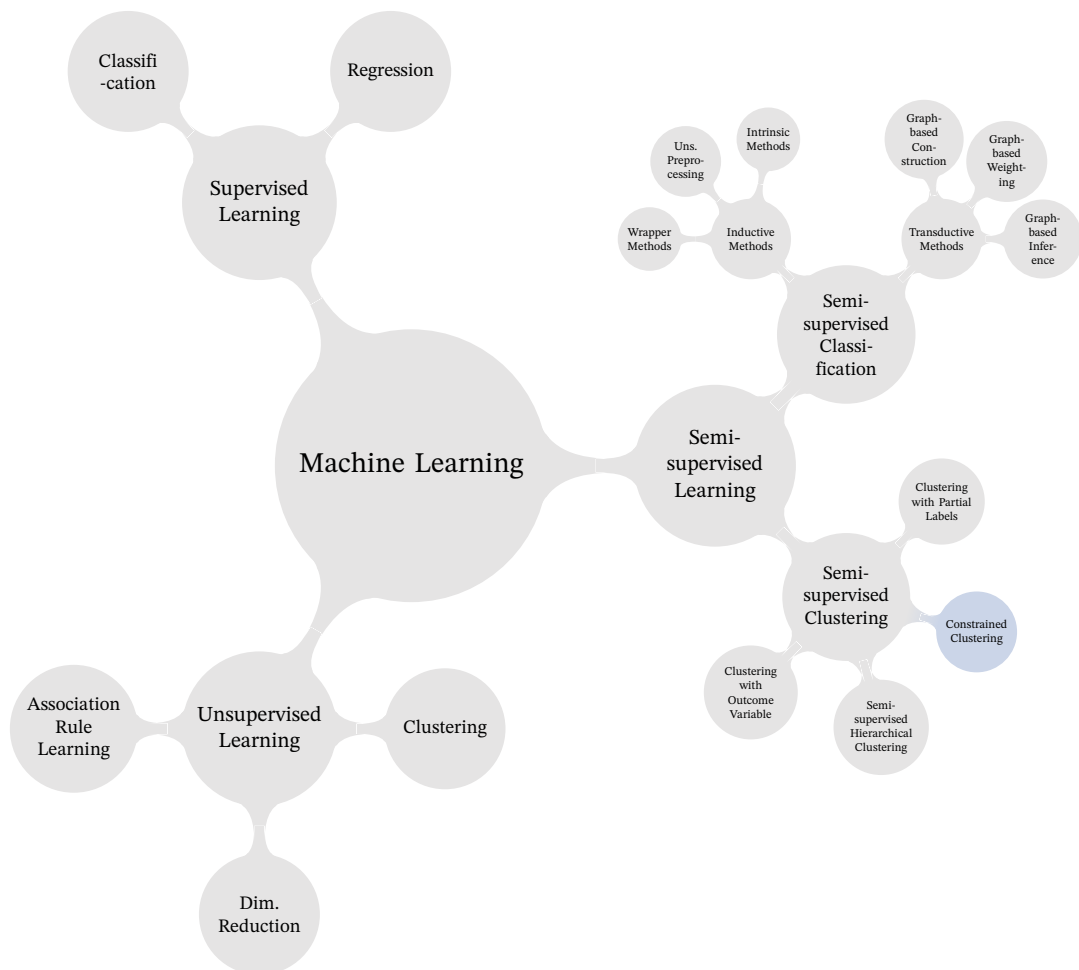 Classifi
-cation
Regression
Supervised
Learning
Machine Learning
Semi-
supervised
Learning
Semi-
supervised
Classi-
fication
Inductive
Methods
Wrapper
Methods
Uns.
Prepro-
cessing
Intrinsic
Methods
Transductive
Methods
Graph-
based
Con-
struction
Graph-
based
Weight-
ing
Graph-
based
Infer-
ence
Semi-
supervised
Clustering
Clustering
with Partial
Labels
Constrained
Clustering
Semi-
supervised
Hierarchical
Clustering
Clustering
with
Outcome
Variable
Unsupervised
Learning
Association
Rule
Learning
Clustering
Dim.
Reduction